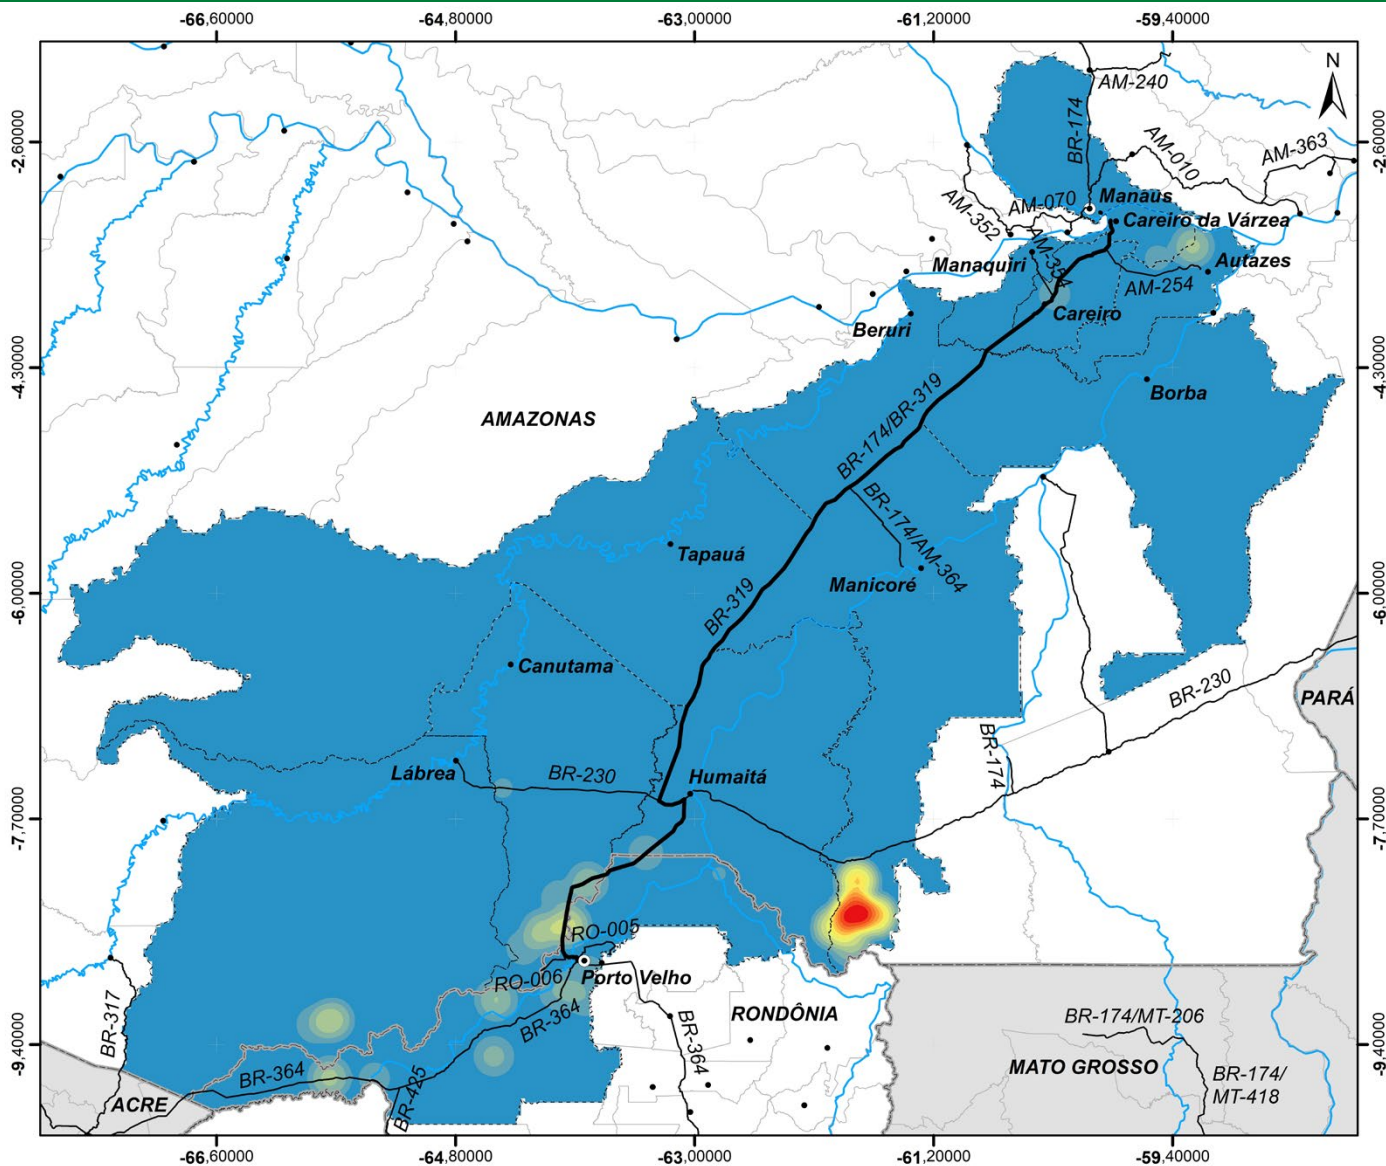 -66,60000
-64,80000
-63,00000
-61,20000
-59,40000
N
AM-240
-2,60000
-2,60000
BR-174
AM-010
AM-363
AM-070
Manaus
AM-352
Careiro da Várzea
AM-354
Manaquiri
Autazes
AM-254
Careiro
Beruri
-4,30000
-4,30000
Borba
AMAZONAS
BR-174/BR-319
BR-174/AM-364
Tapauá
Manicoré
-6,00000
-6,00000
BR-319
Canutama
BR-230
PARÁ
BR-174
Lábrea
BR-230
Humaitá
-7,70000
-7,70000
RO-005
RO-006
Porto Velho
BR-317
BR-364
BR-364
RONDÔNIA
BR-174/MT-206
-9,40000
-9,40000
MATO GROSSO
BR-174/
MT-418
BR-364
BR-425
ACRE
-66,60000
-64,80000
-63,00000
-61,20000
-59,40000